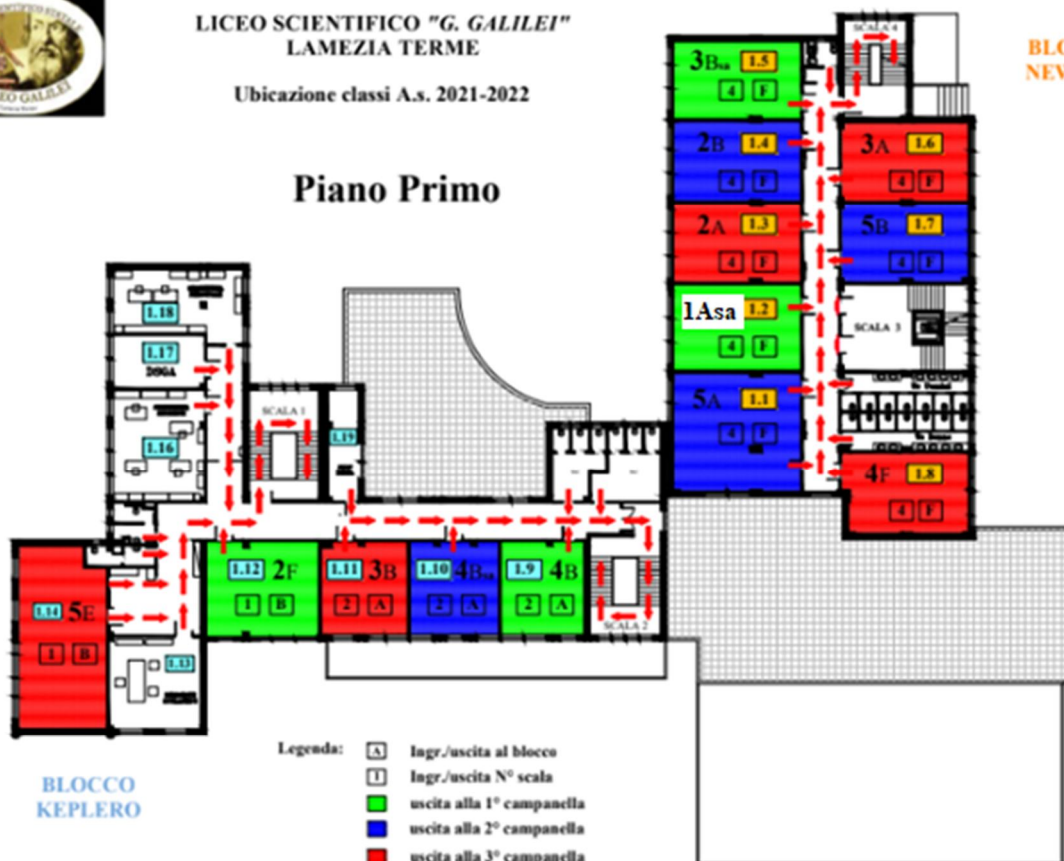 LICEO SCIENTIFICO "G. GALILEI"
LAMEZIA TERME
Ubicazione classi A.s. 2021-2022
Piano Primo
EO GALILEI
BLO
NEW
SCALA 4
3Bsa 1.5
4 F
2B 1.4
4 F
3A 1.6
4 F
2A 1.3
4 F
5B 1.7
4 F
1Asa 1.2
4 F
SCALA 3
5A 1.1
4 F
4F 1.8
4 F
1.18
1.17
1.16
SCALA 1
1.19
1.14 5E
1 B
1.13
1.12 2F
1 B
1.11 3B
2 A
1.10 4Bsa
2 A
1.9 4B
2 A
SCALA 2
BLOCCO
KEPLERO
Legenda:
A Ingr./uscita al blocco
1 Ingr./uscita N° scala
uscita alla 1° campanella
uscita alla 2° campanella
uscita alla 3° campanella